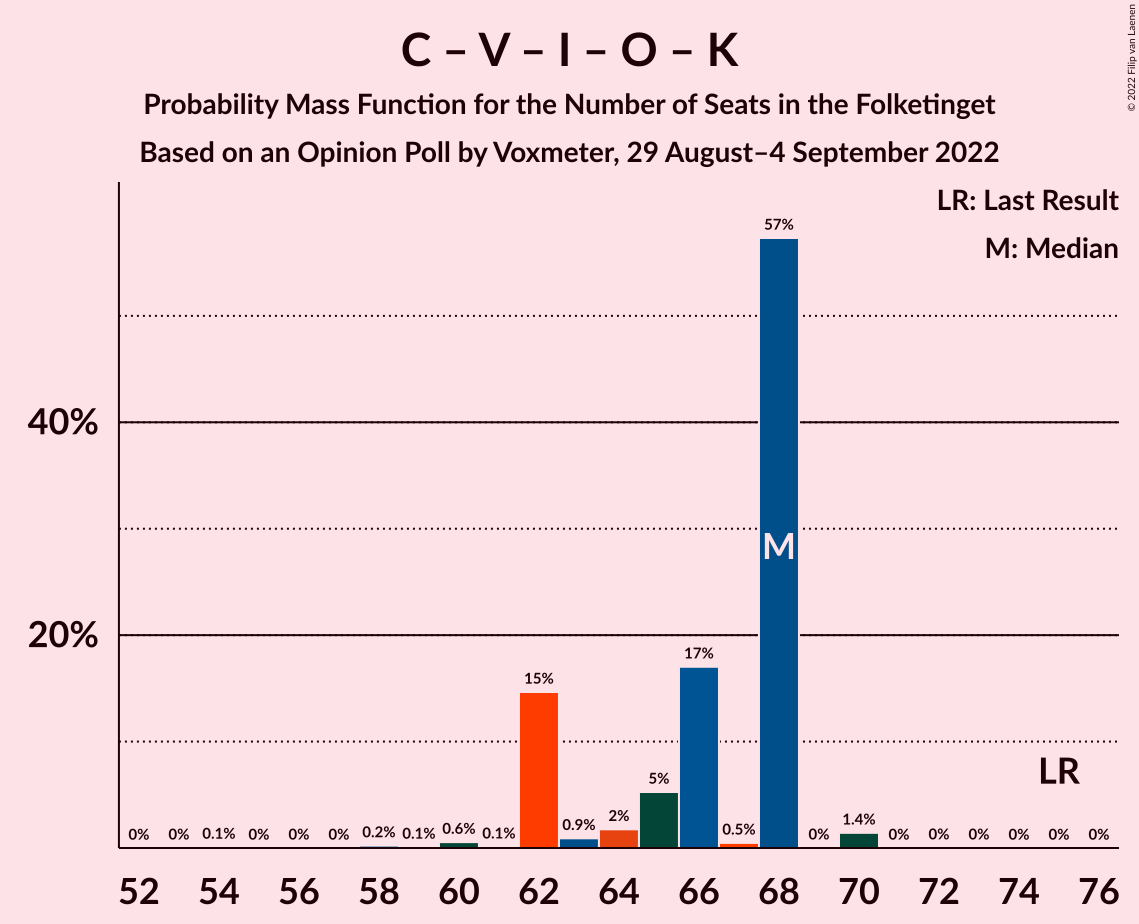 C – V – I – O – K
Probability Mass Function for the Number of Seats in the Folketinget
Based on an Opinion Poll by Voxmeter, 29 August–4 September 2022
© 2022 Filip van Laenen
LR: Last Result
M: Median
57%
40%
M
20%
17%
15%
LR
5%
0% 0% 0.1% 0% 0% 0% 0.2% 0.1% 0.6% 0.1% 0.9% 2% 0.5% 0% 1.4% 0% 0% 0% 0% 0% 0%
52 54 56 58 60 62 64 66 68 70 72 74 76